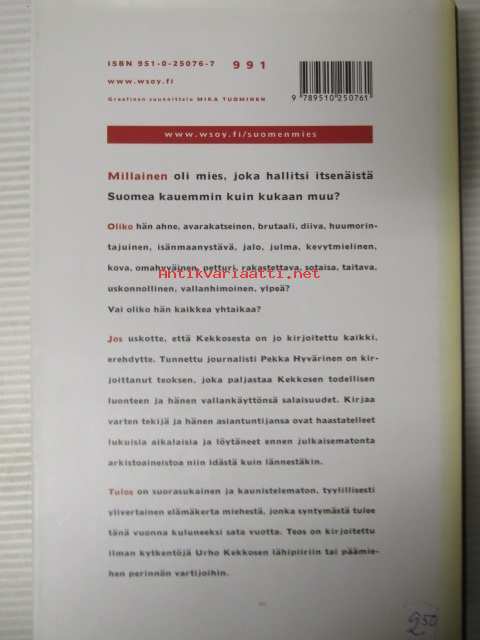 ISBN 951-0-25076-7 991
www.wsoy.fi
Graafinen suunnittelu MIKA TUOMINEN
9 789510 250761
www.wsoy.fi/suomenmies
Millainen oli mies, joka hallitsi itsenäistä
Suomea kauemmin kuin kukaan muu?
Oliko hän ahne, avarakatseinen, brutaali, diiva, huumorin-
tajuinen, isänmaanystävä, jalo, julma, kevytmielinen,
kova, omahyväinen, petturi, rakastettava, sotaisa, taitava,
uskonnollinen, vallanhimoinen, ylpeä?
Vai oliko hän kaikkea yhtaikaa?
Antikvariaatti.net
Jos uskotte, että Kekkosesta on jo kirjoitettu kaikki,
erehdytte. Tunnettu journalisti Pekka Hyvärinen on kir-
joittanut teoksen, joka paljastaa Kekkosen todellisen
luonteen ja hänen vallankäyttönsä salaisuudet. Kirjaa
varten tekijä ja hänen asiantuntijansa ovat haastatelleet
lukuisia aikalaisia ja löytäneet ennen julkaisematonta
arkistoaineistoa niin idästä kuin lännestäkin.
Tulos on suorasukainen ja kaunistelematon, tyylillisesti
ylivertainen elämäkerta miehestä, jonka syntymästä tulee
tänä vuonna kuluneeksi sata vuotta. Teos on kirjoitettu
ilman kytkentöjä Urho Kekkosen lähipiiriin tai päämie-
hen perinnön vartijoihin.
2,50